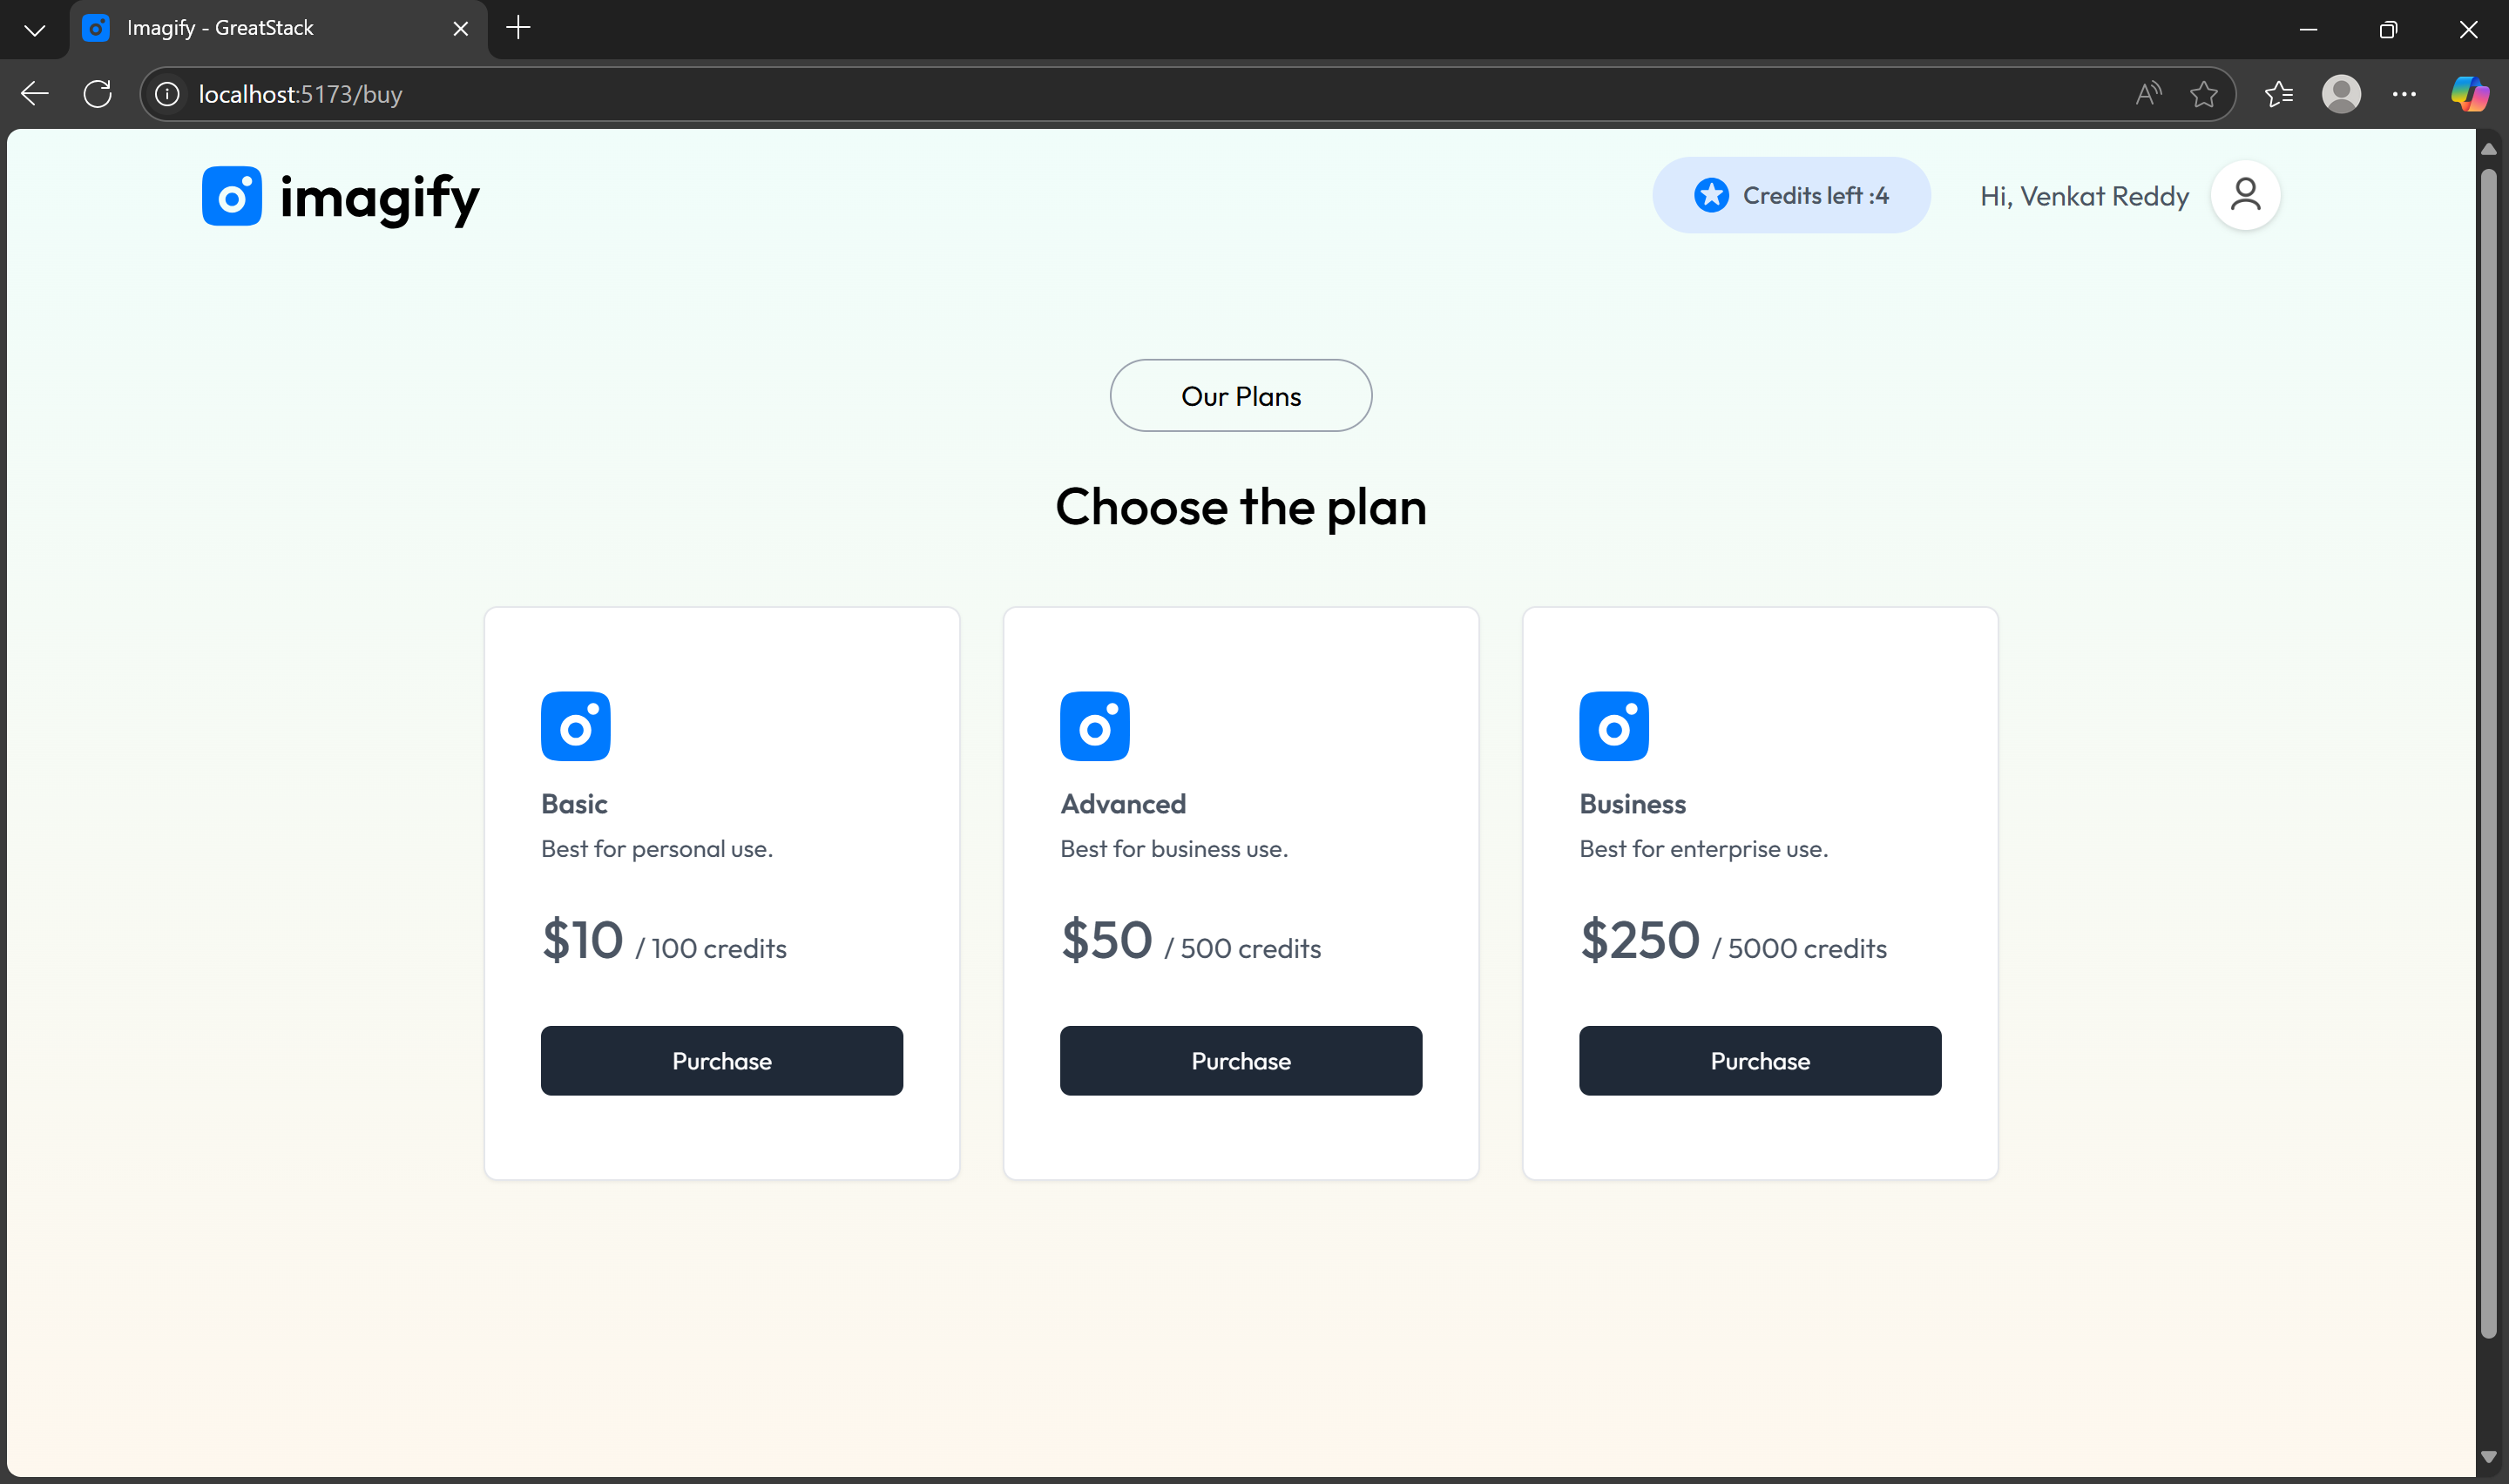 Imagify - GreatStack
localhost:5173/buy
imagify
Credits left :4
Hi, Venkat Reddy
Our Plans
Choose the plan
Basic
Best for personal use.
$10 / 100 credits
Purchase
Advanced
Best for business use.
$50 / 500 credits
Purchase
Business
Best for enterprise use.
$250 / 5000 credits
Purchase